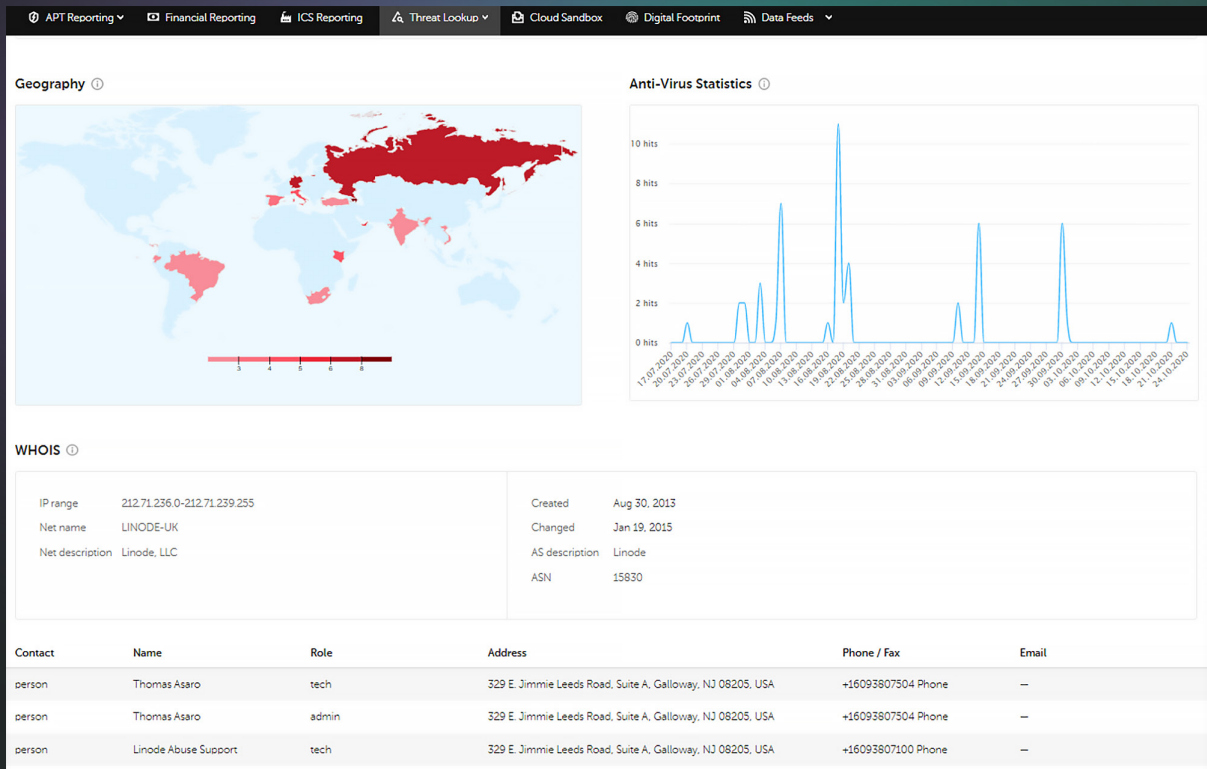 APT Reporting Financial Reporting ICS Reporting Threat Lookup Cloud Sandbox Digital Footprint Data Feeds
Geography
3 4 5 6 8
Anti-Virus Statistics
10 hits
8 hits
6 hits
4 hits
2 hits
0 hits
17.07.2020 20.07.2020 23.07.2020 26.07.2020 29.07.2020 01.08.2020 04.08.2020 07.08.2020 10.08.2020 13.08.2020 16.08.2020 19.08.2020 22.08.2020 25.08.2020 28.08.2020 31.08.2020 03.09.2020 06.09.2020 09.09.2020 12.09.2020 15.09.2020 18.09.2020 21.09.2020 24.09.2020 27.09.2020 30.09.2020 03.10.2020 06.10.2020 09.10.2020 12.10.2020 15.10.2020 18.10.2020 21.10.2020 24.10.2020
WHOIS
IP range 212.71.236.0-212.71.239.255
Net name LINODE-UK
Net description Linode, LLC
Created Aug 30, 2013
Changed Jan 19, 2015
AS description Linode
ASN 15830
Contact Name Role Address Phone / Fax Email
person Thomas Asaro tech 329 E. Jimmie Leeds Road, Suite A, Galloway, NJ 08205, USA +16093807504 Phone —
person Thomas Asaro admin 329 E. Jimmie Leeds Road, Suite A, Galloway, NJ 08205, USA +16093807504 Phone —
person Linode Abuse Support tech 329 E. Jimmie Leeds Road, Suite A, Galloway, NJ 08205, USA +16093807100 Phone —